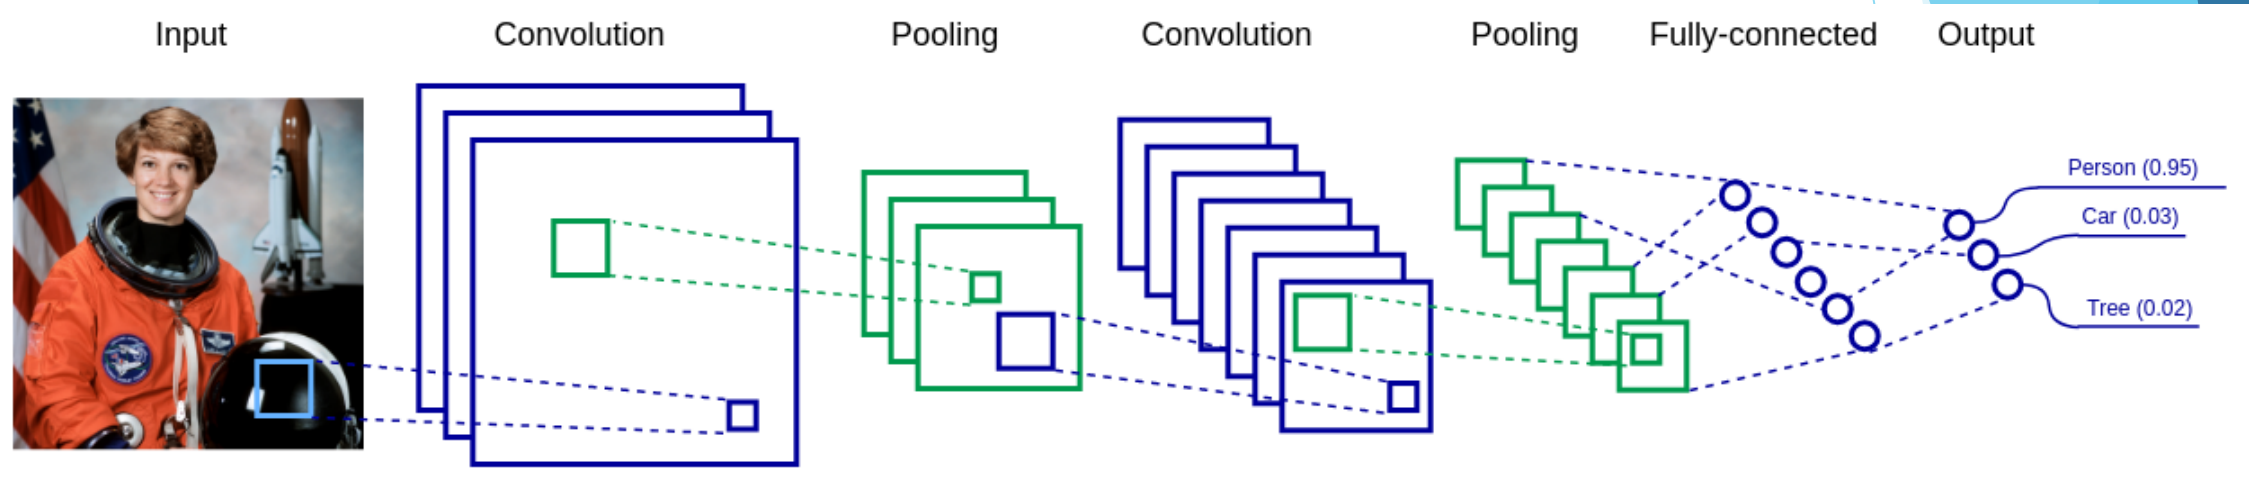 Input
Convolution
Pooling
Convolution
Pooling
Fully-connected
Output
Person (0.95)
Car (0.03)
Tree (0.02)